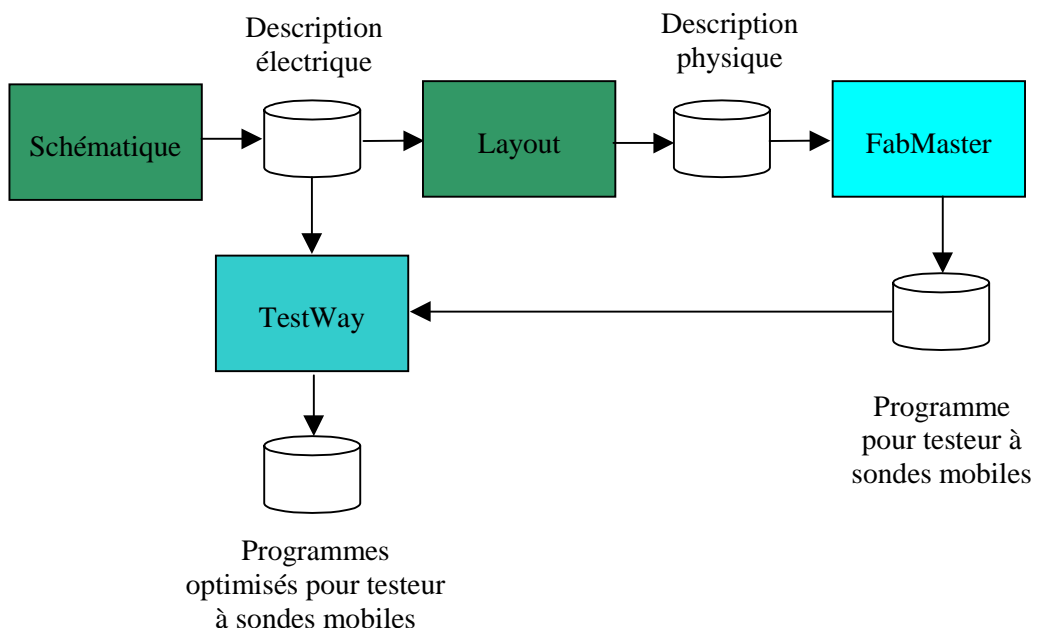 Description
électrique
Description
physique
Schématique
Layout
FabMaster
TestWay
Programme
pour testeur à
sondes mobiles
Programmes
optimisés pour testeur
à sondes mobiles